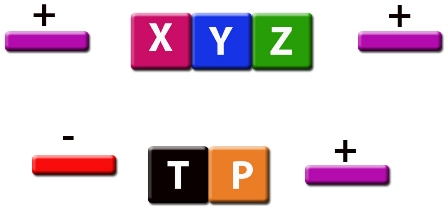 + X Y Z +
- T P +